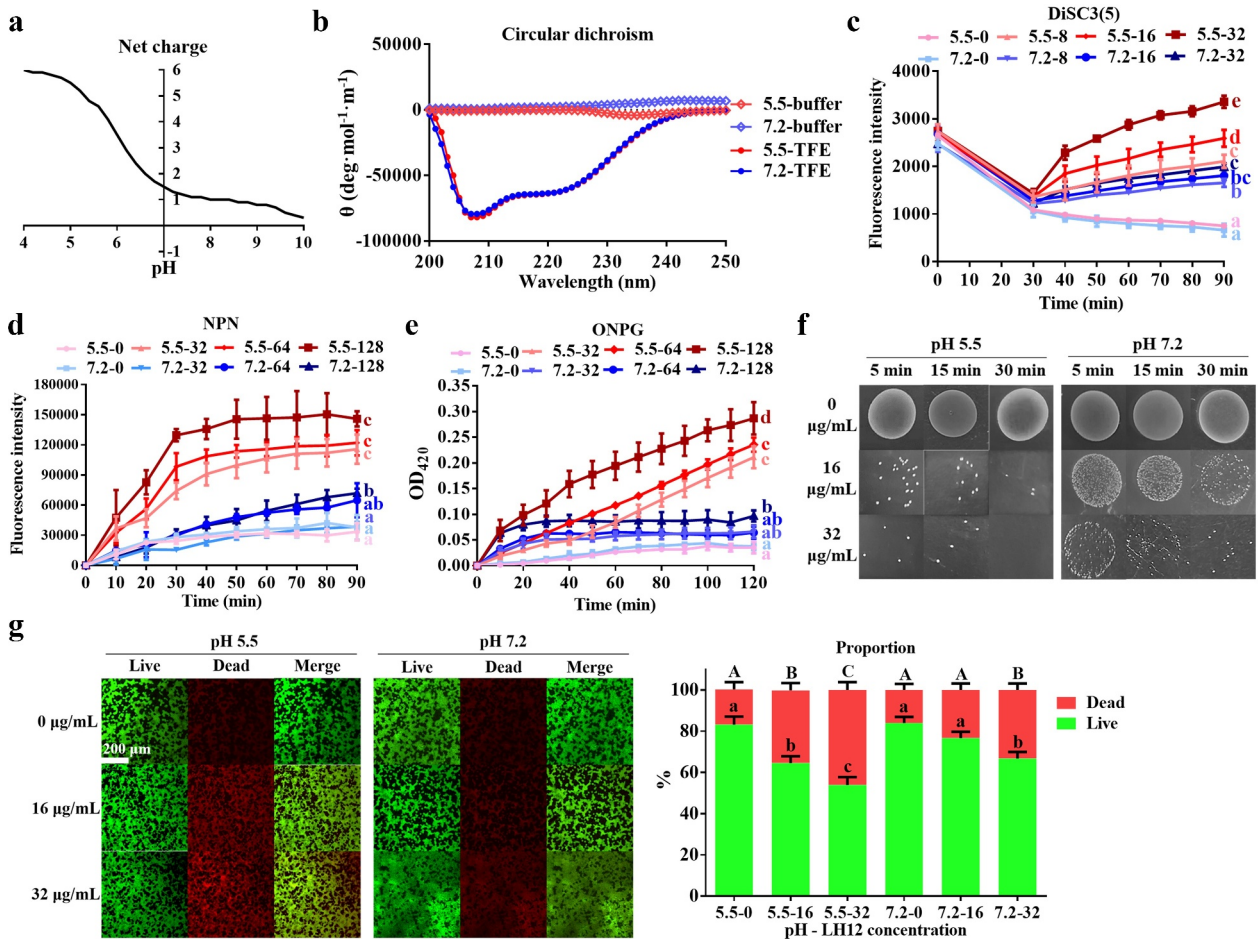 a
Net charge
6
5
4
3
2
1
-1
4 5 6 7 8 9 10
pH
b
Circular dichroism
50000
0
-50000
-100000
θ (deg·mol⁻¹·m⁻¹)
200 210 220 230 240 250
Wavelength (nm)
5.5-buffer
7.2-buffer
5.5-TFE
7.2-TFE
c
DiSC3(5)
5.5-0 5.5-8 5.5-16 5.5-32
7.2-0 7.2-8 7.2-16 7.2-32
4000
3000
2000
1000
0
Fluorescence intensity
e
d
c
c
bc
b
a
a
0 10 20 30 40 50 60 70 80 90
Time (min)
d
NPN
5.5-0 5.5-32 5.5-64 5.5-128
7.2-0 7.2-32 7.2-64 7.2-128
180000
150000
120000
90000
60000
30000
0
Fluorescence intensity
c
c
c
b
ab
a
a
a
0 10 20 30 40 50 60 70 80 90
Time (min)
e
ONPG
5.5-0 5.5-32 5.5-64 5.5-128
7.2-0 7.2-32 7.2-64 7.2-128
0.35
0.30
0.25
0.20
0.15
0.10
0.05
0.00
OD₄₂₀
d
c
c
b
ab
ab
a
a
0 20 40 60 80 100 120
Time (min)
f
pH 5.5 pH 7.2
5 min 15 min 30 min 5 min 15 min 30 min
0
μg/mL
16
μg/mL
32
μg/mL
g
pH 5.5 pH 7.2
Live Dead Merge Live Dead Merge
0 μg/mL
200 μm
16 μg/mL
32 μg/mL
Proportion
A B C A A B
a b c a a b
100
80
60
40
20
0
%
Dead
Live
5.5-0 5.5-16 5.5-32 7.2-0 7.2-16 7.2-32
pH - LH12 concentration